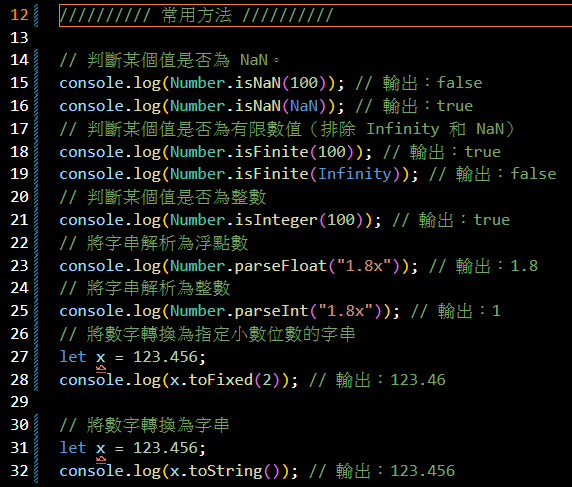 12 ////////// 常用方法 //////////
13
14 // 判斷某個值是否為 NaN。
15 console.log(Number.isNaN(100)); // 輸出：false
16 console.log(Number.isNaN(NaN)); // 輸出：true
17 // 判斷某個值是否為有限數值（排除 Infinity 和 NaN）
18 console.log(Number.isFinite(100)); // 輸出：true
19 console.log(Number.isFinite(Infinity)); // 輸出：false
20 // 判斷某個值是否為整數
21 console.log(Number.isInteger(100)); // 輸出：true
22 // 將字串解析為浮點數
23 console.log(Number.parseFloat("1.8x")); // 輸出：1.8
24 // 將字串解析為整數
25 console.log(Number.parseInt("1.8x")); // 輸出：1
26 // 將數字轉換為指定小數位數的字串
27 let x = 123.456;
28 console.log(x.toFixed(2)); // 輸出：123.46
29
30 // 將數字轉換為字串
31 let x = 123.456;
32 console.log(x.toString()); // 輸出：123.456